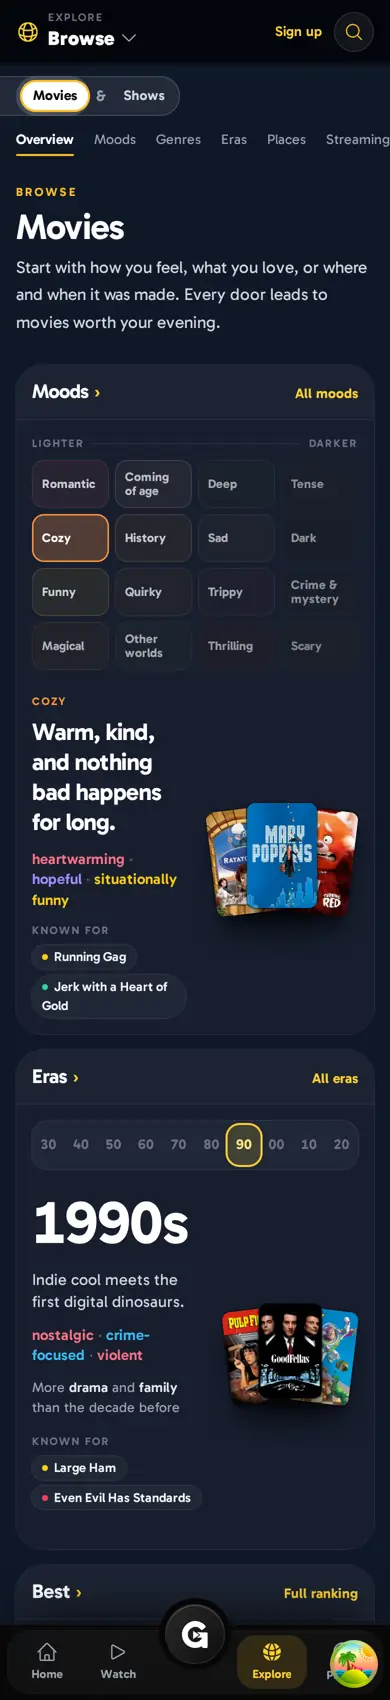 EXPLORE
Browse
Sign up
Movies & Shows
Overview Moods Genres Eras Places Streaming
BROWSE
Movies
Start with how you feel, what you love, or where
and when it was made. Every door leads to
movies worth your evening.
Moods ›
All moods
LIGHTER DARKER
Romantic
Coming
of age
Deep
Tense
Cozy
History
Sad
Dark
Funny
Quirky
Trippy
Crime &
mystery
Magical
Other
worlds
Thrilling
Scary
COZY
Warm, kind,
and nothing
bad happens
for long.
heartwarming ·
hopeful · situationally
funny
MARY
POPPINS
RED
KNOWN FOR
Running Gag
Jerk with a Heart of
Gold
Eras ›
All eras
30 40 50 60 70 80 90 00 10 20
1990s
Indie cool meets the
first digital dinosaurs.
nostalgic · crime-
focused · violent
More drama and family
than the decade before
PULP
GoodFellas
KNOWN FOR
Large Ham
Even Evil Has Standards
Best ›
Full ranking
G
Home
Watch
Explore